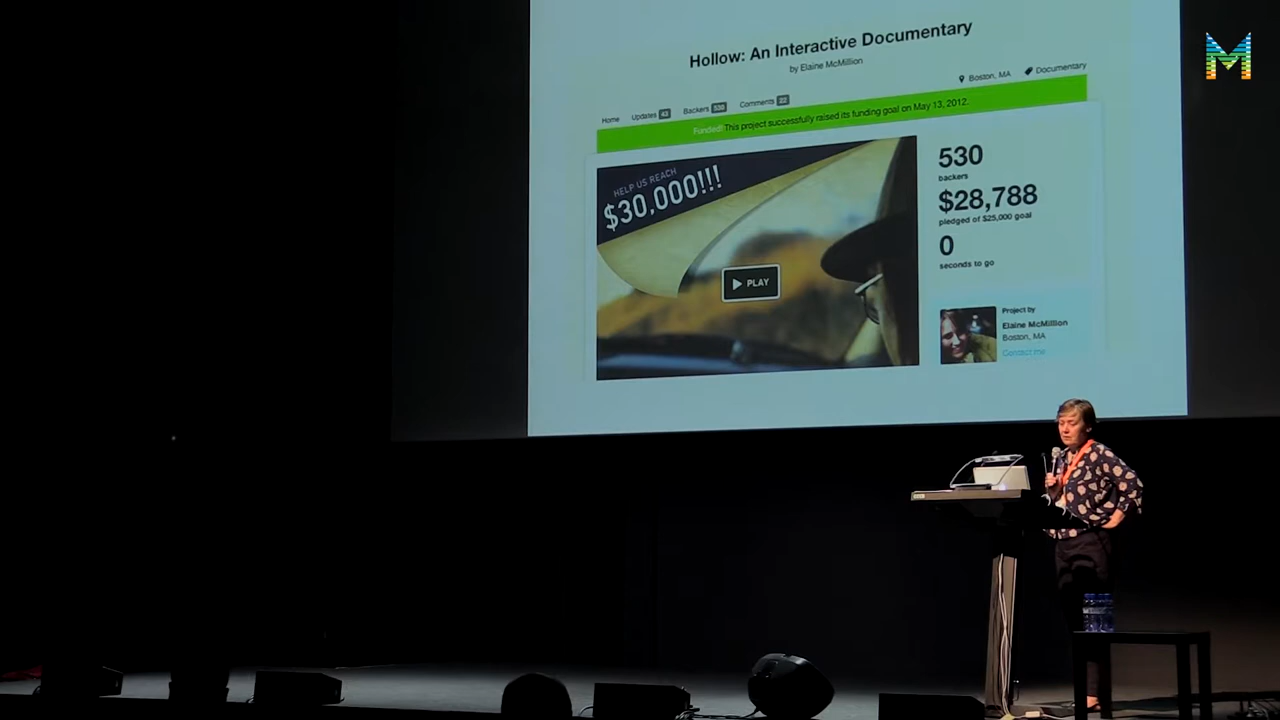 Hollow: An Interactive Documentary
by Elaine McMillion
Boston, MA Documentary
Home Updates 43 Backers 530 Comments 22
Funded! This project successfully raised its funding goal on May 13, 2012.
HELP US REACH
$30,000!!!
PLAY
530
backers
$28,788
pledged of $25,000 goal
0
seconds to go
Project by
Elaine McMillion
Boston, MA
Contact me
M